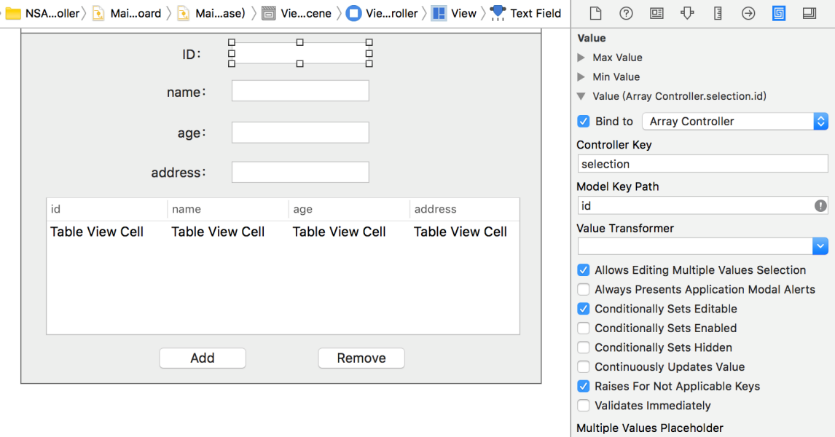 NSA...oller
Mai...oard
Mai...ase)
Vie...cene
Vie...roller
View
Text Field
ID:
name:
age:
address:
id
name
age
address
Table View Cell
Table View Cell
Table View Cell
Table View Cell
Add
Remove
Value
Max Value
Min Value
Value (Array Controller.selection.id)
Bind to
Array Controller
Controller Key
selection
Model Key Path
id
Value Transformer
Allows Editing Multiple Values Selection
Always Presents Application Modal Alerts
Conditionally Sets Editable
Conditionally Sets Enabled
Conditionally Sets Hidden
Continuously Updates Value
Raises For Not Applicable Keys
Validates Immediately
Multiple Values Placeholder